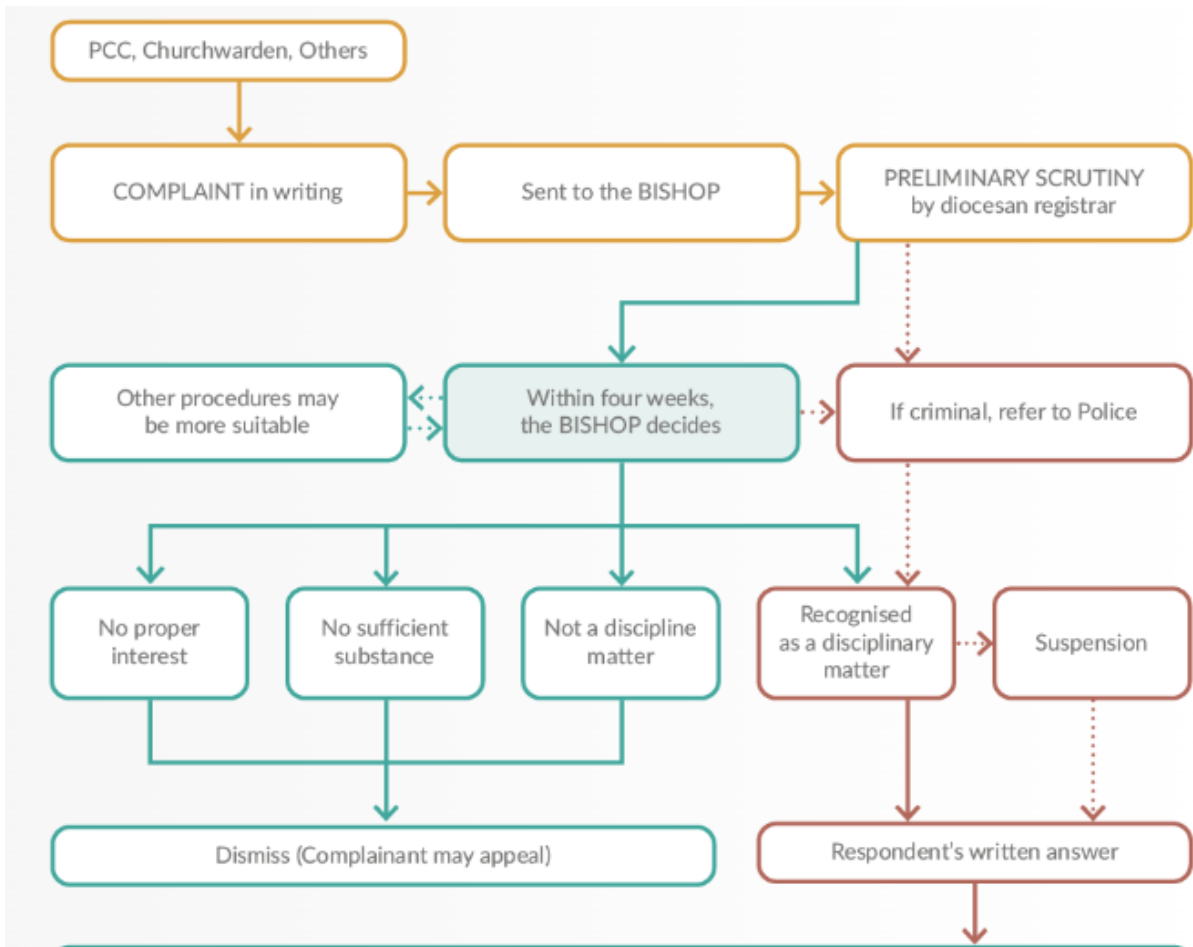 PCC, Churchwarden, Others
COMPLAINT in writing
Sent to the BISHOP
PRELIMINARY SCRUTINY
by diocesan registrar
Other procedures may
be more suitable
Within four weeks,
the BISHOP decides
If criminal, refer to Police
No proper
interest
No sufficient
substance
Not a discipline
matter
Recognised
as a disciplinary
matter
Suspension
Dismiss (Complainant may appeal)
Respondent's written answer